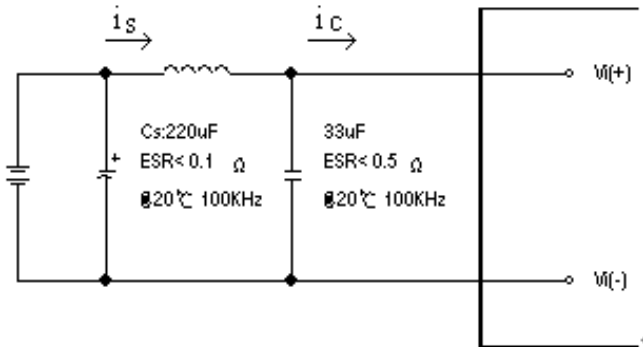 is ic
Vi(+)
Cs:220uF 33uF
+ ESR< 0.1 Ω ESR< 0.5 Ω
@20℃ 100KHz @20℃ 100KHz
Vi(-)